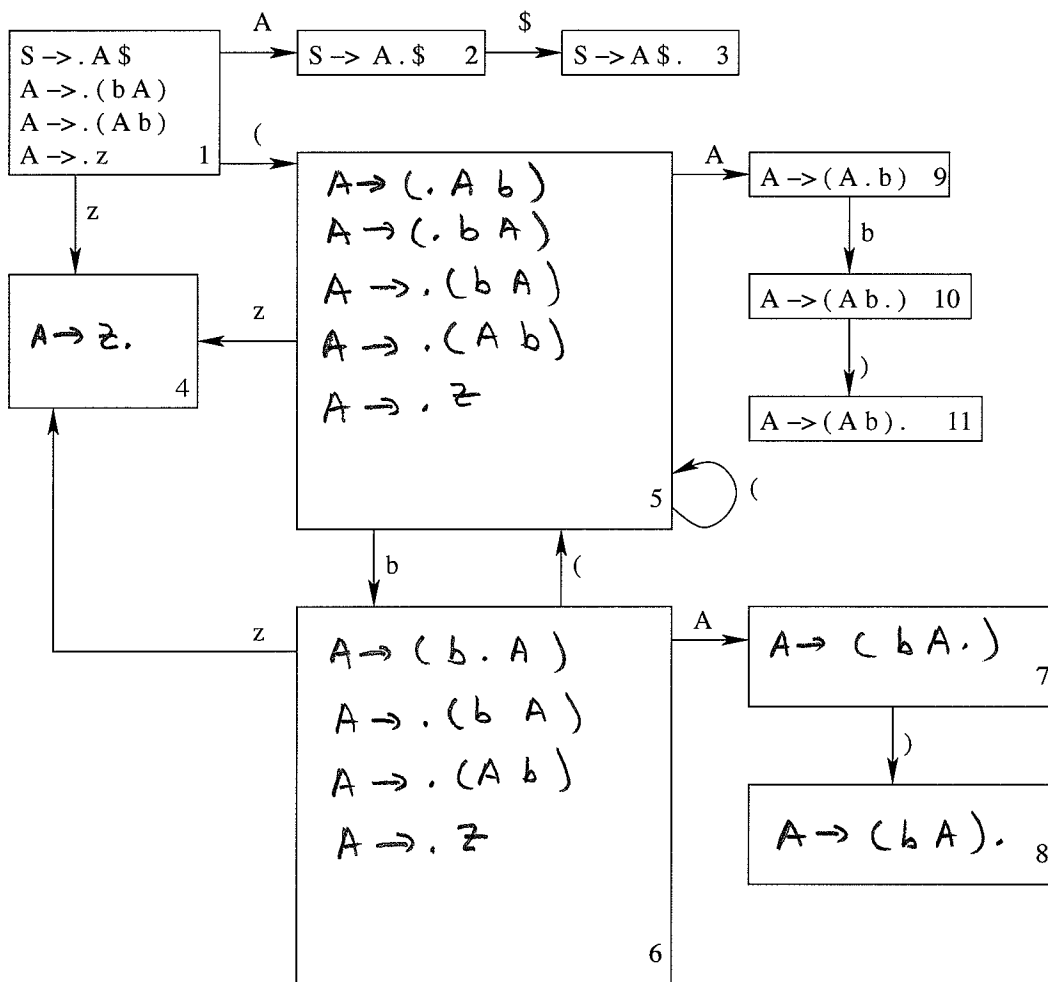 A
$
S –> . A $
A –> . ( b A )
A –> . ( A b )
A –> . z 1
S –> A . $ 2
S –> A $ . 3
(
z
A → ( . A b )
A → ( . b A )
A → . ( b A )
A → . ( A b )
A → . z
5
A
A –> ( A . b ) 9
b
A –> ( A b . ) 10
)
A –> ( A b ) . 11
z
A → z .
4
(
b
(
z
A → ( b . A )
A → . ( b A )
A → . ( A b )
A → . z
6
A
A → ( b A . )
7
)
A → ( b A ) .
8